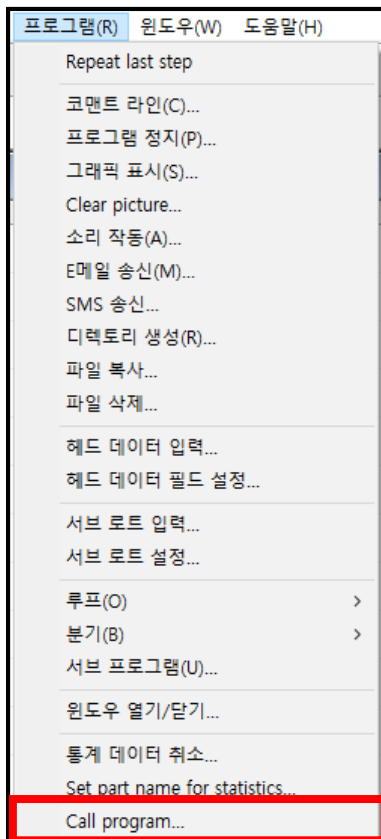 프로그램(R) 윈도우(W) 도움말(H)
Repeat last step
코맨트 라인(C)...
프로그램 정지(P)...
그래픽 표시(S)...
Clear picture...
소리 작동(A)...
E메일 송신(M)...
SMS 송신...
디렉토리 생성(R)...
파일 복사...
파일 삭제...
헤드 데이터 입력...
헤드 데이터 필드 설정...
서브 로트 입력...
서브 로트 설정...
루프(O) >
분기(B) >
서브 프로그램(U)...
윈도우 열기/닫기...
통계 데이터 취소...
Set part name for statistics...
Call program...